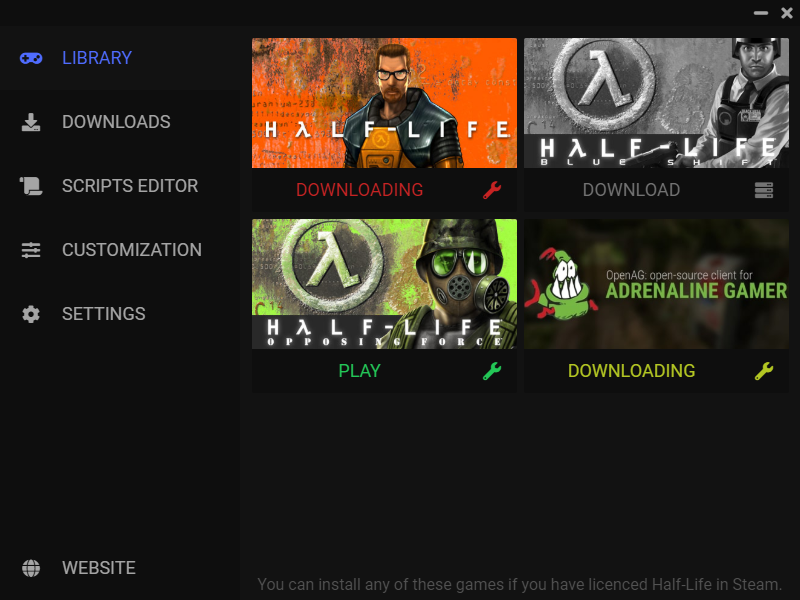 LIBRARY
DOWNLOADS
SCRIPTS EDITOR
CUSTOMIZATION
SETTINGS
WEBSITE
HλLF-LIFE
DOWNLOADING
HλLF-LIFE
BLUE SHIFT
DOWNLOAD
HλLF-LIFE
OPPOSING FORCE
PLAY
OpenAG: open-source client for
ADRENALINE GAMER
DOWNLOADING
You can install any of these games if you have licenced Half-Life in Steam.